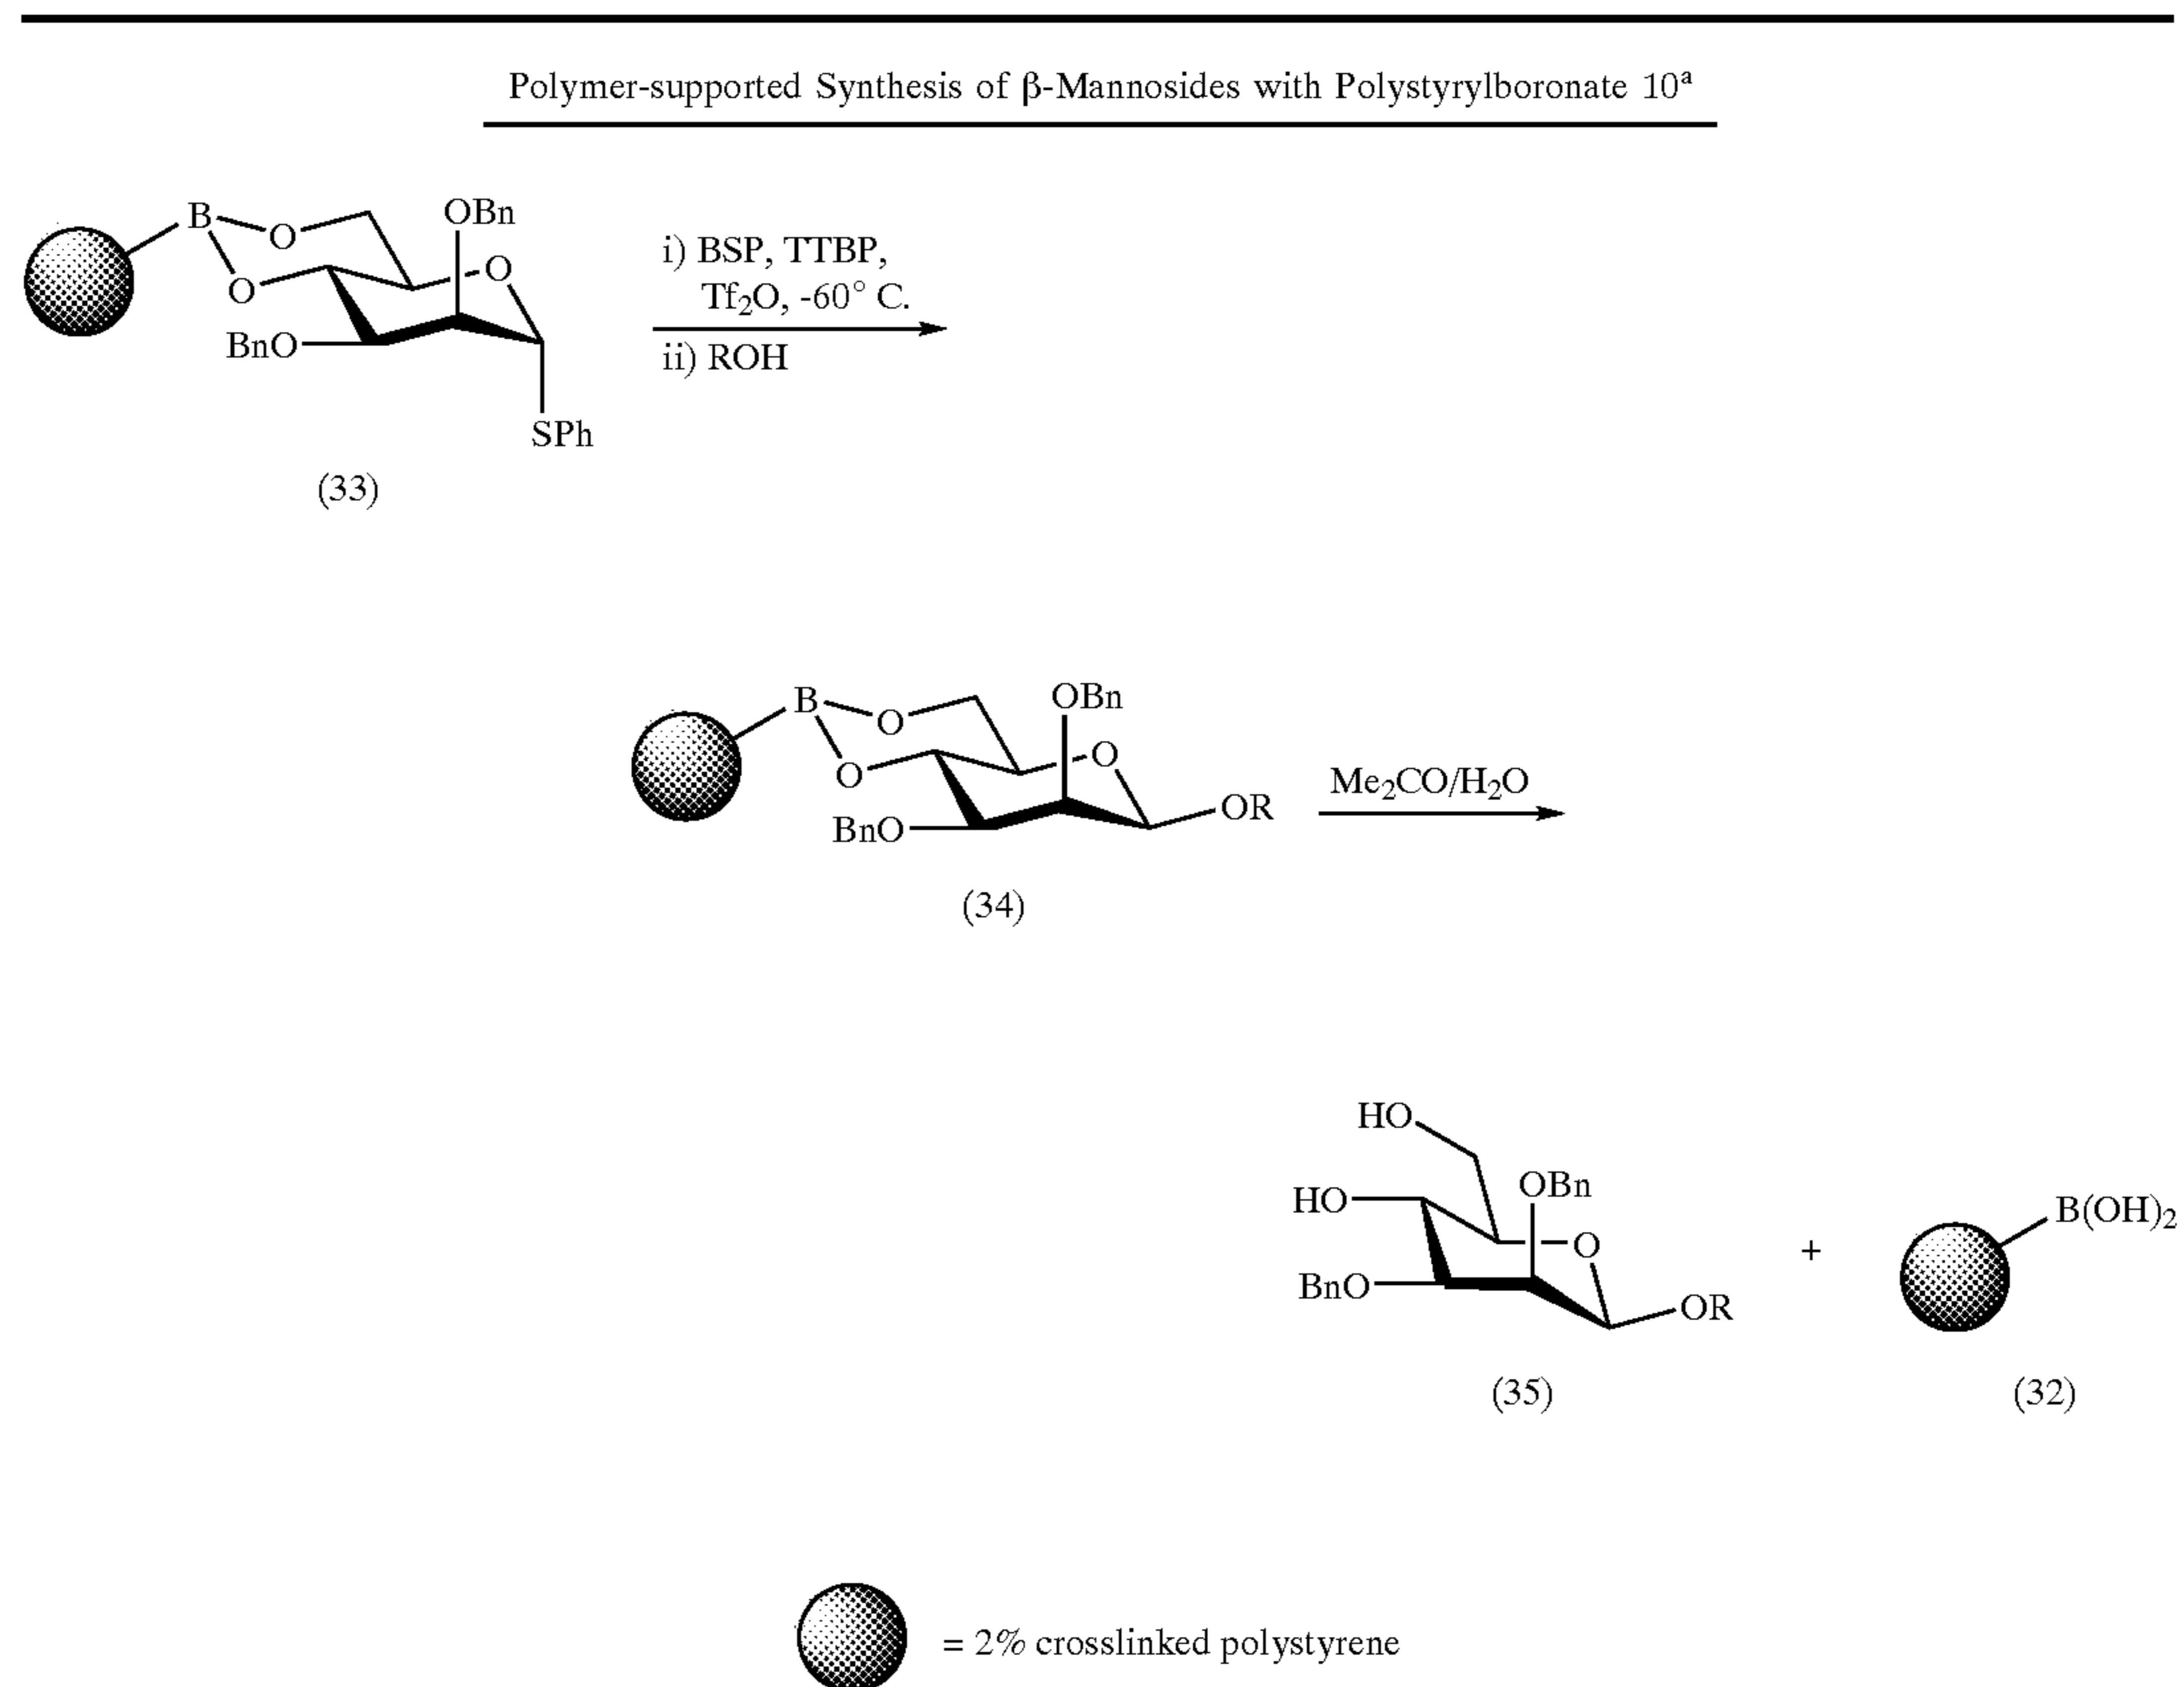 Polymer-supported Synthesis of β-Mannosides with Polystyrylboronate 10ᵃ
B
O
O
OBn
O
BnO
SPh
(33)
i) BSP, TTBP,
Tf₂O, -60° C.
ii) ROH
B
O
O
OBn
O
BnO
OR
(34)
Me₂CO/H₂O
HO
HO
OBn
O
BnO
OR
(35)
+
B(OH)₂
(32)
= 2% crosslinked polystyrene